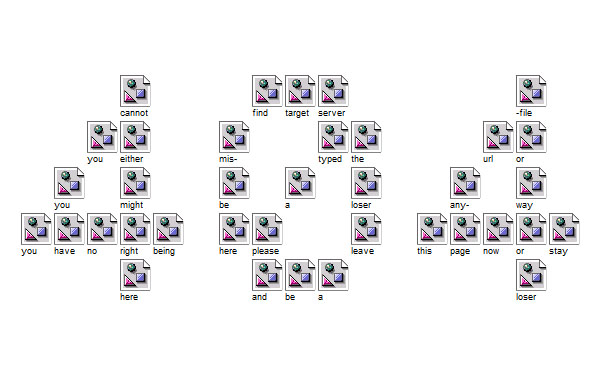 cannot find target server -file
you either mis- typed the url or
you might be a loser any- way
you have no right being here please leave this page now or stay
here and be a loser